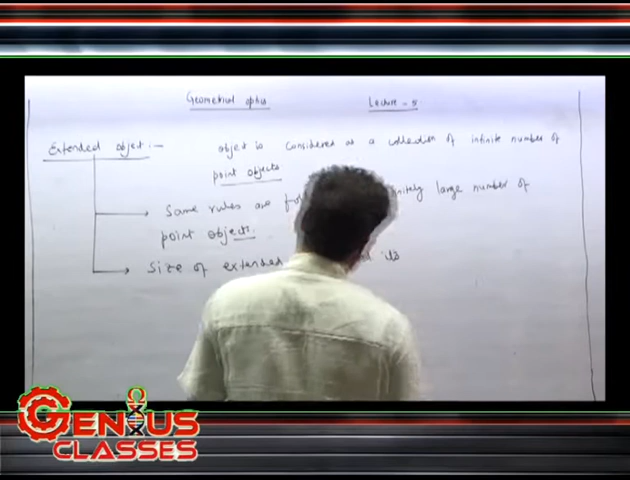 Geometrical optics
Lecture - 5
Extended object :- object is considered as a collection of infinite number of
point objects
Same rules are large number of
point objects.
Size of extended
GENIUS
CLASSES